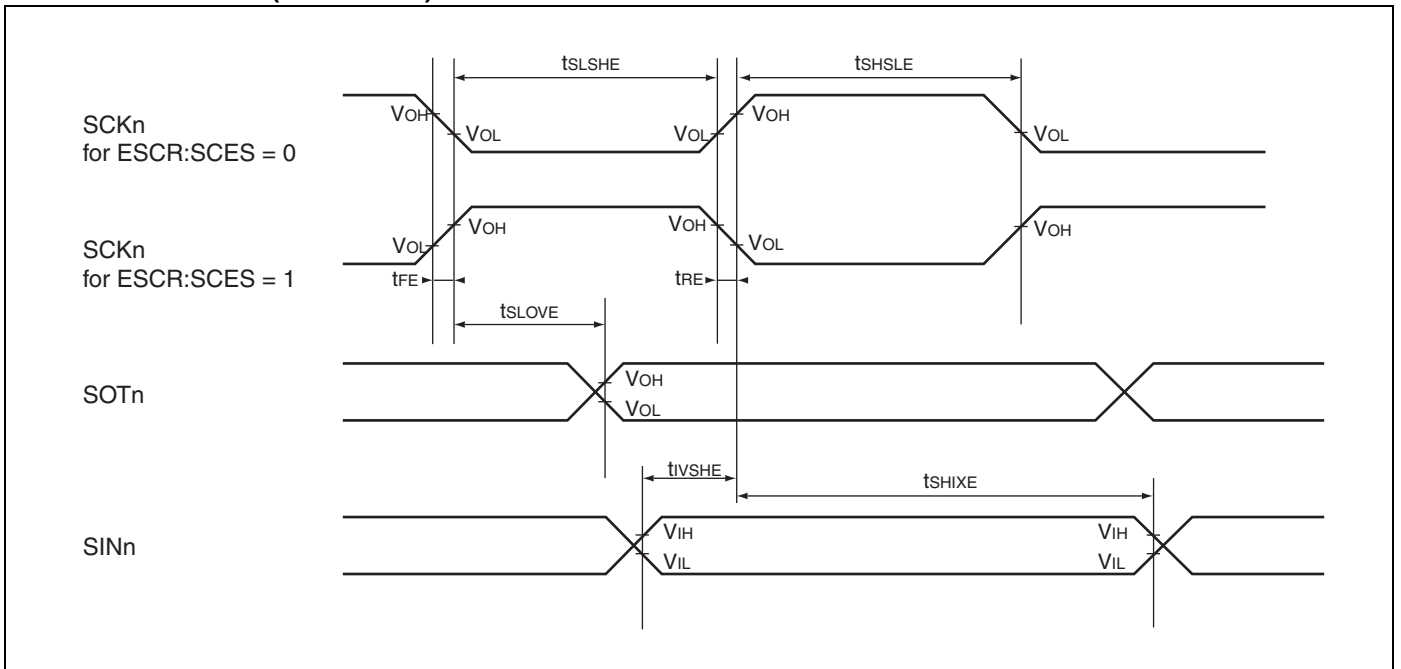 tSLSHE tSHSLE
SCKn
for ESCR:SCES = 0
VOH VOL VOL VOH VOL
SCKn
for ESCR:SCES = 1
VOL VOH VOH VOL VOH
tFE tRE
tSLOVE
SOTn
VOH
VOL
tIVSHE tSHIXE
SINn
VIH VIH
VIL VIL